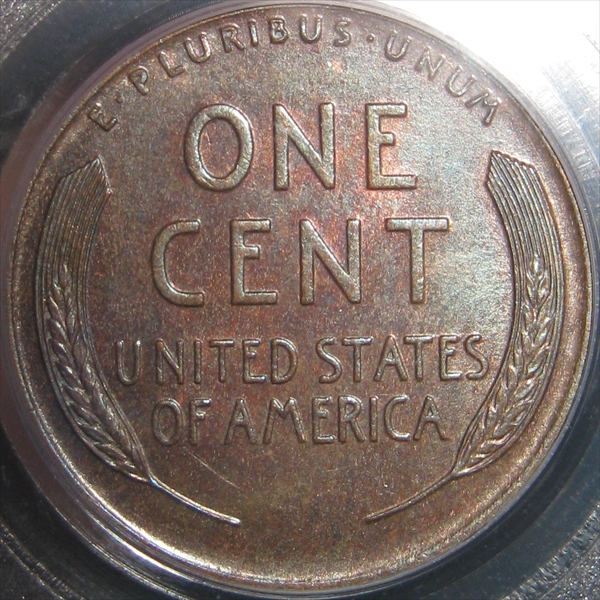 E·PLURIBUS·UNUM
ONE
CENT
UNITED STATES
OF AMERICA